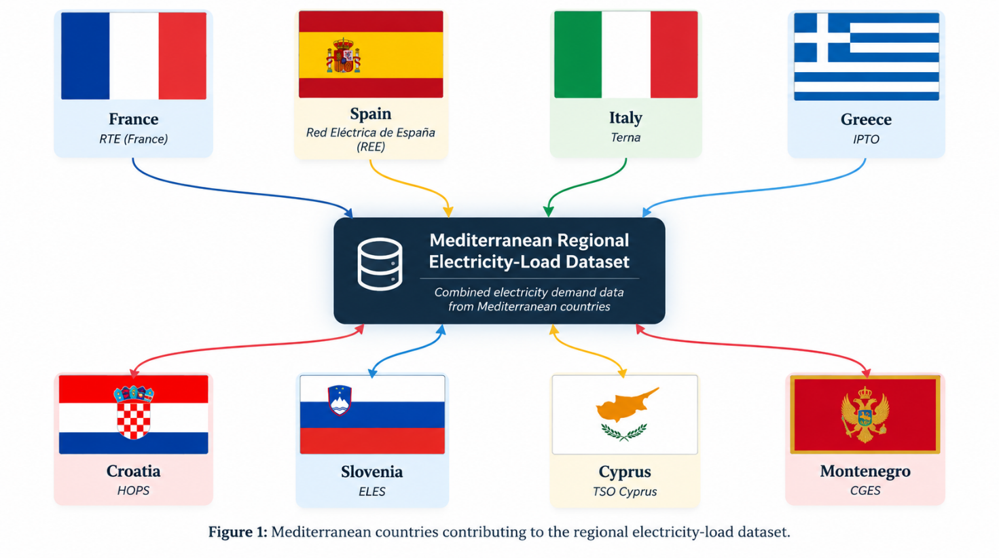 France
RTE (France)
Spain
Red Eléctrica de España
(REE)
Italy
Terna
Greece
IPTO
Mediterranean Regional
Electricity-Load Dataset
Combined electricity demand data
from Mediterranean countries
Croatia
HOPS
Slovenia
ELES
Cyprus
TSO Cyprus
Montenegro
CGES
Figure 1: Mediterranean countries contributing to the regional electricity-load dataset.